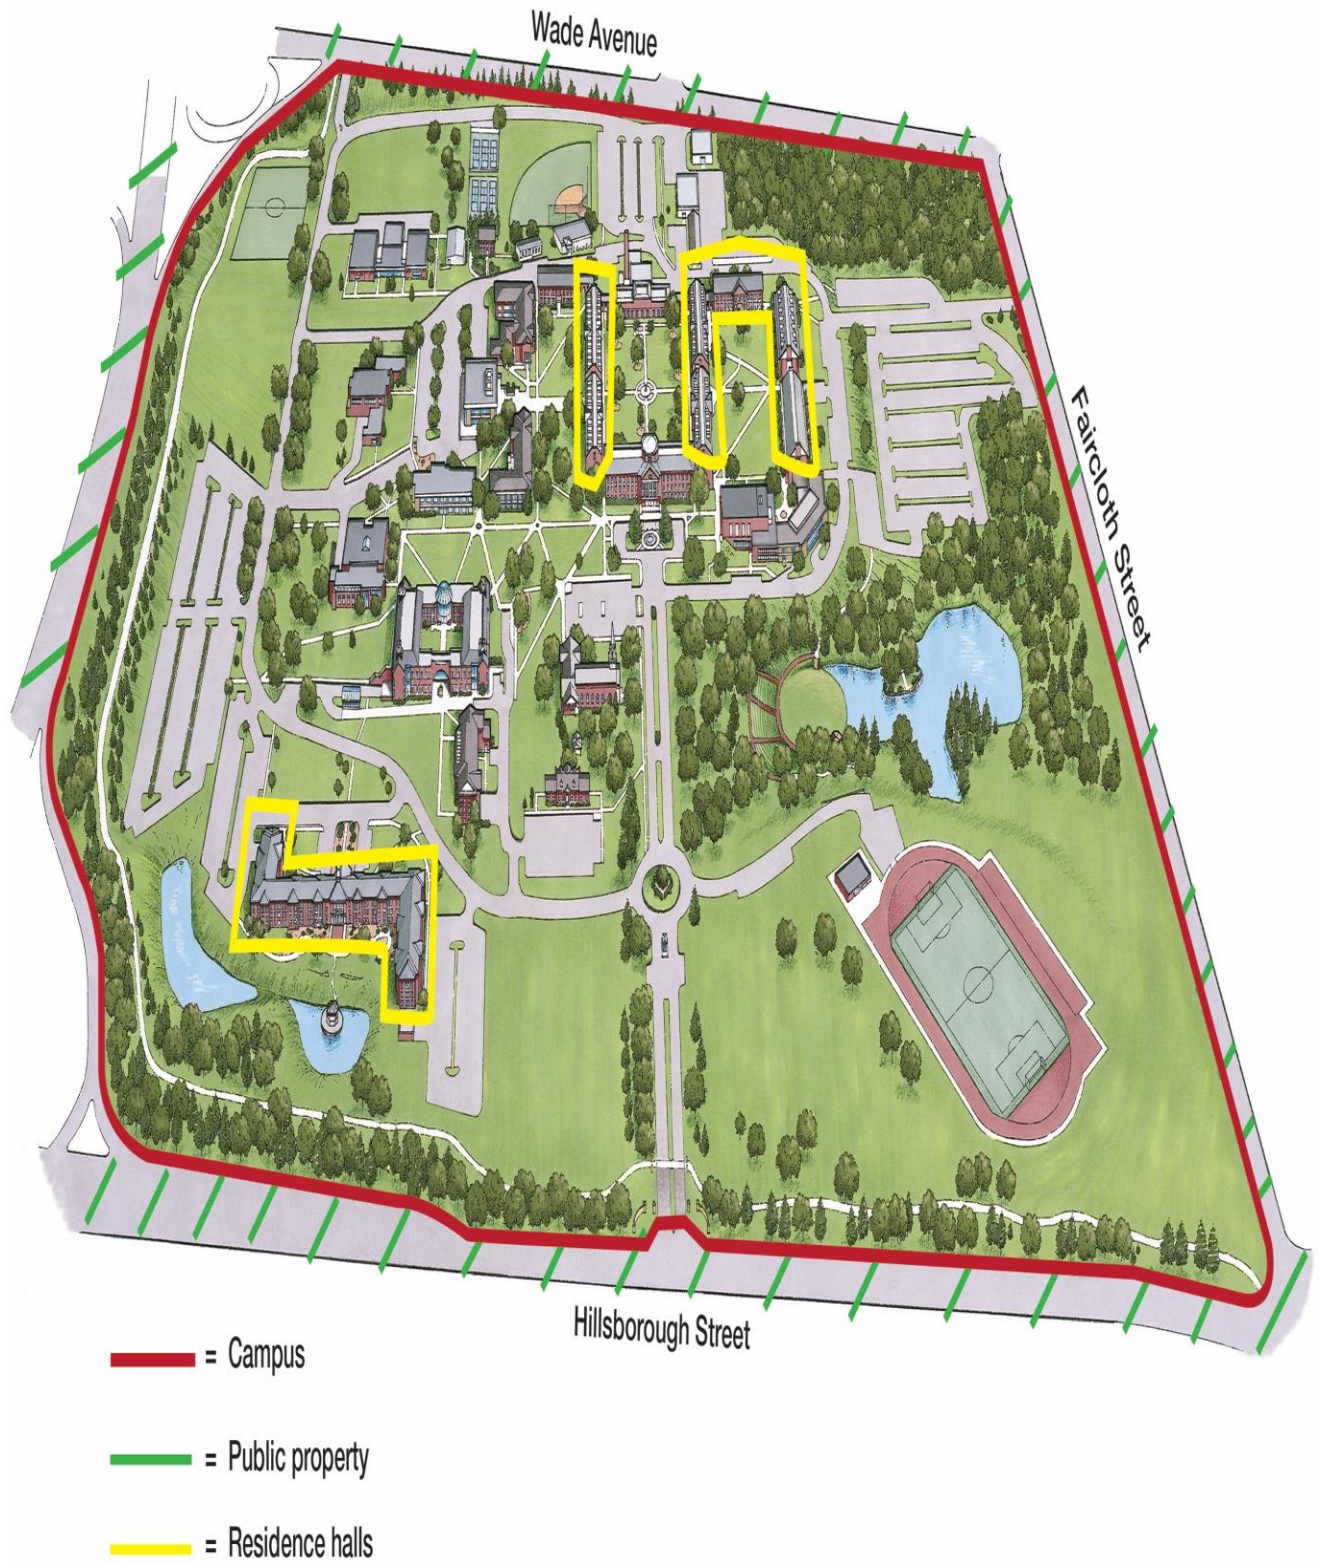 Wade Avenue
Faircloth Street
Hillsborough Street
= Campus
= Public property
= Residence halls